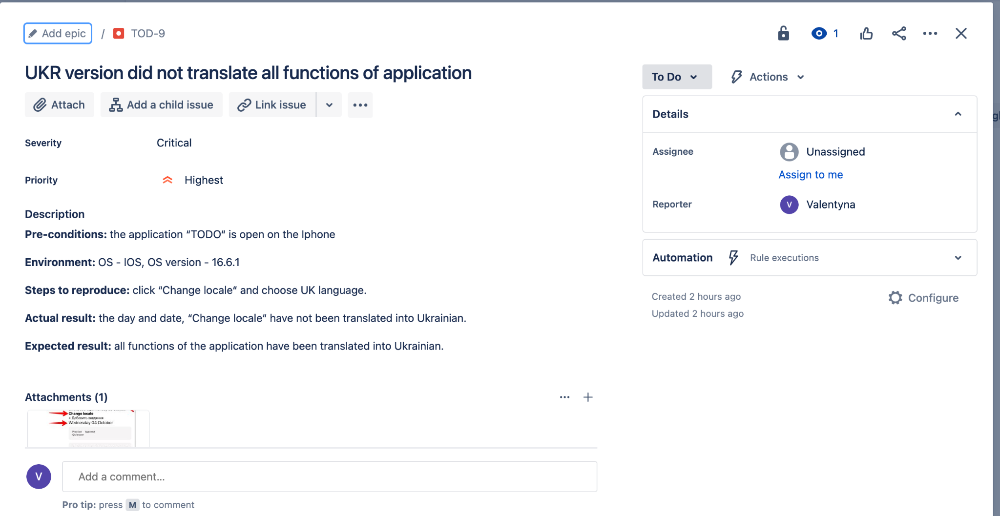 Add epic / TOD-9
1
UKR version did not translate all functions of application
To Do
Actions
Attach
Add a child issue
Link issue
Details
Severity
Critical
Assignee
Unassigned
Assign to me
Priority
Highest
Reporter
V
Valentyna
Description
Pre-conditions: the application “TODO“ is open on the Iphone
Environment: OS - IOS, OS version - 16.6.1
Automation
Rule executions
Steps to reproduce: click “Change locale“ and choose UK language.
Created 2 hours ago
Configure
Updated 2 hours ago
Actual result: the day and date, “Change locale“ have not been translated into Ukrainian.
Expected result: all functions of the application have been translated into Ukrainian.
Attachments (1)
Change locale
+ Добавить завдяння
Wednesday 04 October
Practice Удалити
QA lesson
V
Add a comment...
Pro tip: press M to comment